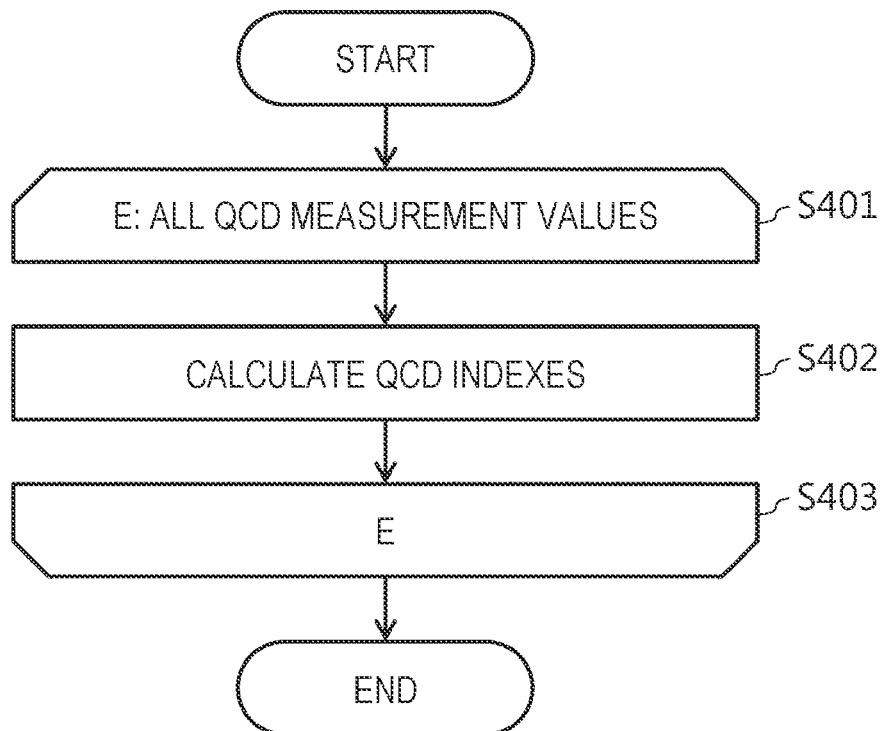 START
E: ALL QCD MEASUREMENT VALUES
S401
CALCULATE QCD INDEXES
S402
E
S403
END